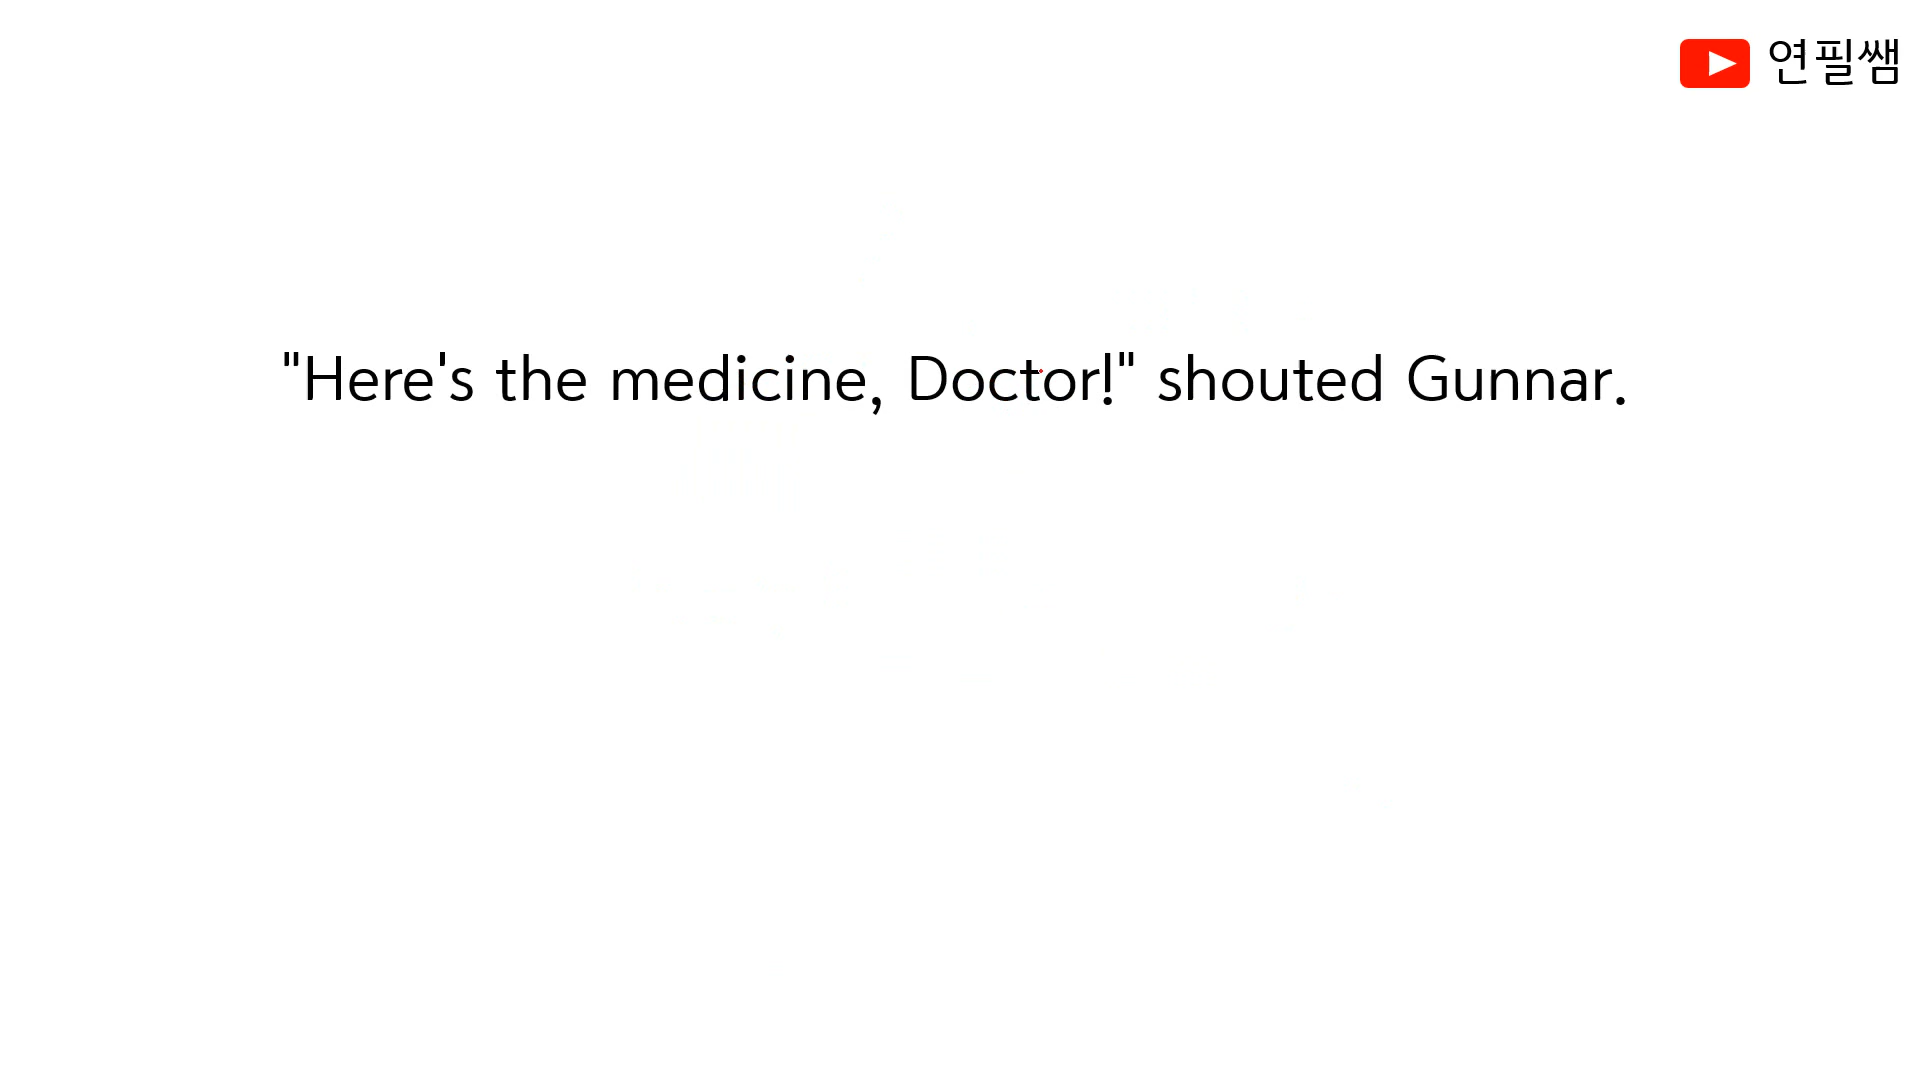 연필쌤
"Here's the medicine, Doctor!" shouted Gunnar.